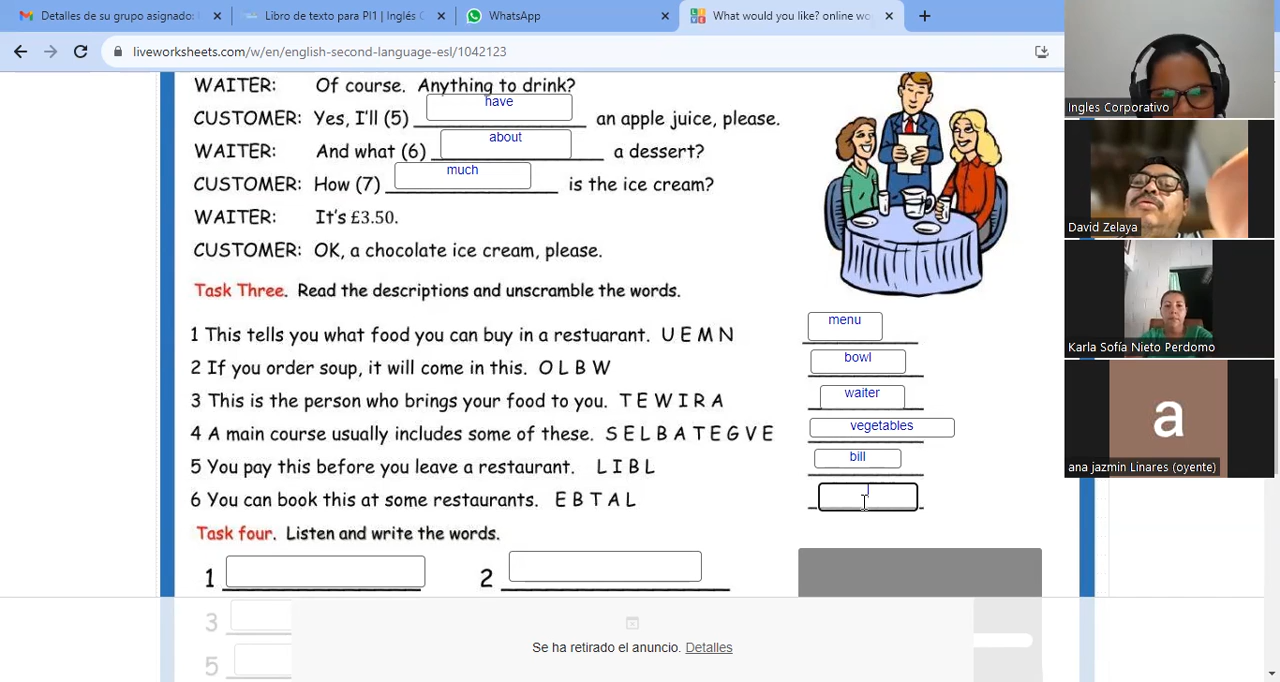 Detalles de su grupo asignado: I
Libro de texto para PI1 | Inglés C
WhatsApp
What would you like? online wo
liveworksheets.com/w/en/english-second-language-esl/1042123
WAITER: Of course. Anything to drink?
CUSTOMER: Yes, I'll (5) have an apple juice, please.
WAITER: And what (6) about a dessert?
CUSTOMER: How (7) much is the ice cream?
WAITER: It's £3.50.
CUSTOMER: OK, a chocolate ice cream, please.
Task Three. Read the descriptions and unscramble the words.
1 This tells you what food you can buy in a restuarant. U E M N menu
2 If you order soup, it will come in this. O L B W bowl
3 This is the person who brings your food to you. T E W I R A waiter
4 A main course usually includes some of these. S E L B A T E G V E vegetables
5 You pay this before you leave a restaurant. L I B L bill
6 You can book this at some restaurants. E B T A L
Task four. Listen and write the words.
1 2
3
5
Se ha retirado el anuncio. Detalles
Ingles Corporativo
David Zelaya
Karla Sofía Nieto Perdomo
a
ana jazmin Linares (oyente)